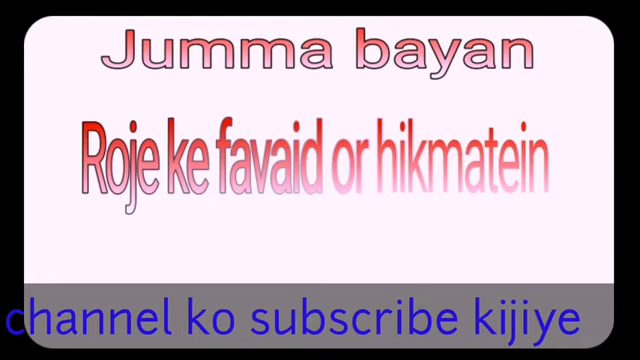 Jumma bayan
Roje ke favaid or hikmatein
channel ko subscribe kijiye